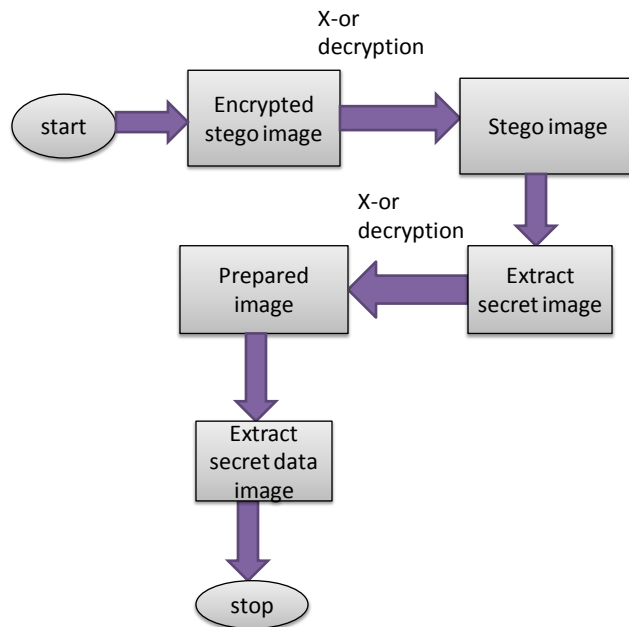 X-or
decryption
start
Encrypted
stego image
Stego image
X-or
decryption
Extract
secret image
Prepared
image
Extract
secret data
image
stop